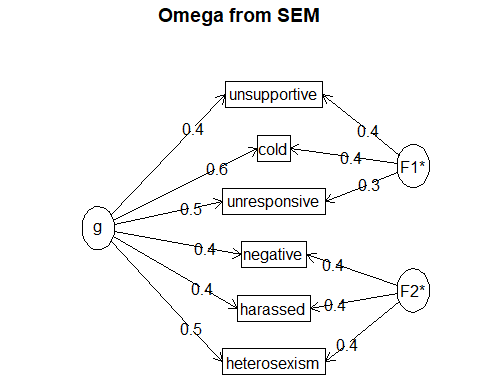 Omega from SEM
unsupportive
0.4
0.4
cold
0.4
F1*
0.6
0.3
unresponsive
0.5
g
negative
0.4
0.4
F2*
0.4
harassed
0.4
0.5
0.4
heterosexism